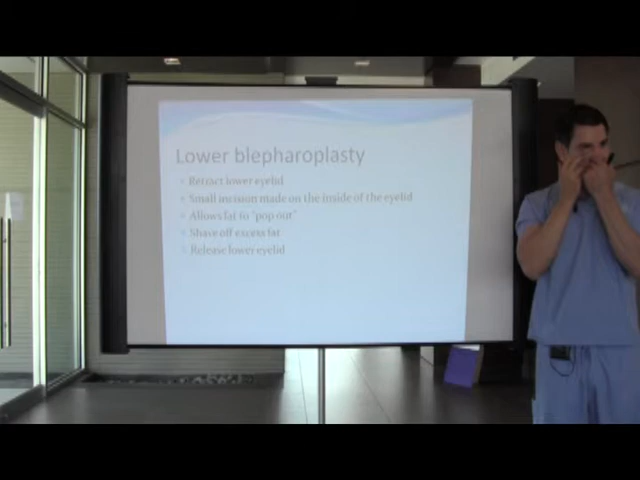 Lower blepharoplasty
Retract lower eyelid
Small incision made on the inside of the eyelid
Allows fat to "pop out"
Shave off excess fat
Release lower eyelid